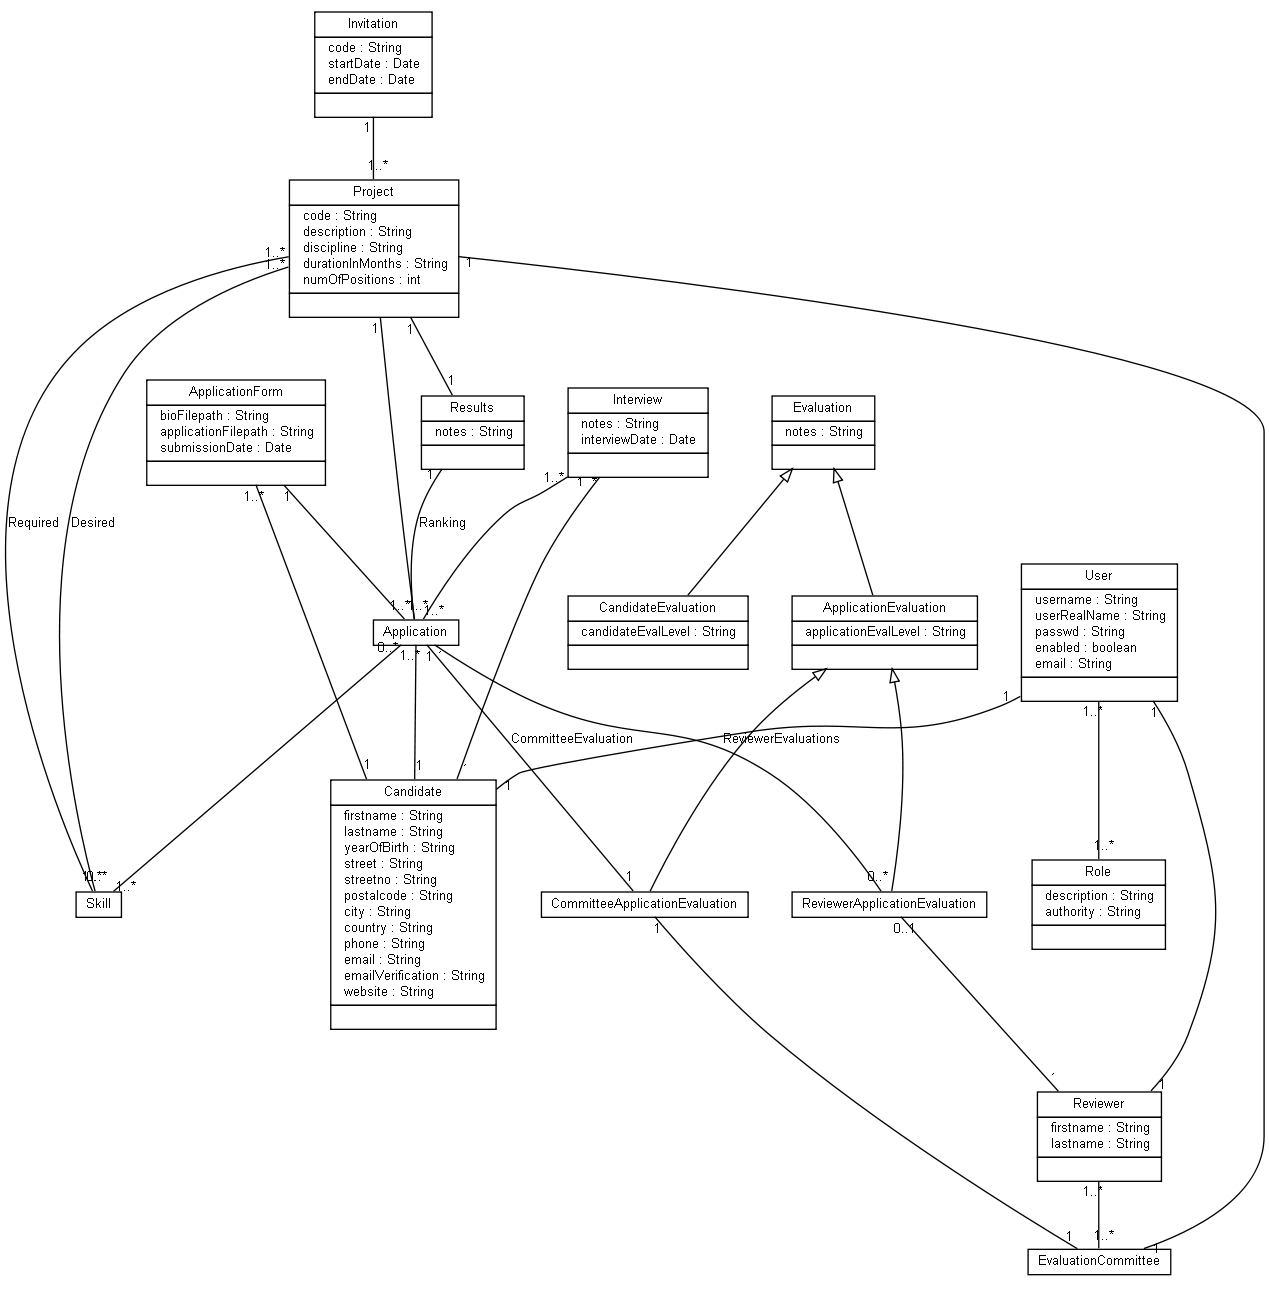 Invitation
code : String
startDate : Date
endDate : Date
1
1..*
Project
code : String
description : String
discipline : String
durationInMonths : String
numOfPositions : int
1..*
1..*
1
1
1
ApplicationForm
bioFilepath : String
applicationFilepath : String
submissionDate : Date
1..*
1
1
Results
notes : String
1
Interview
notes : String
interviewDate : Date
1..*
1..*
Evaluation
notes : String
Required
Desired
Ranking
CandidateEvaluation
candidateEvalLevel : String
ApplicationEvaluation
applicationEvalLevel : String
User
username : String
userRealName : String
passwd : String
enabled : boolean
email : String
1
1..*
1
1..*
1..*
1..*
Application
0..*
1..*
1
CommitteeEvaluation
ReviewerEvaluations
1
1
1
Candidate
firstname : String
lastname : String
yearOfBirth : String
street : String
streetno : String
postalcode : String
city : String
country : String
phone : String
email : String
emailVerification : String
website : String
1..*
Skill
1
CommitteeApplicationEvaluation
1
0..*
ReviewerApplicationEvaluation
0..1
1..*
Role
description : String
authority : String
1
Reviewer
firstname : String
lastname : String
1..*
1
1..*
1
EvaluationCommittee